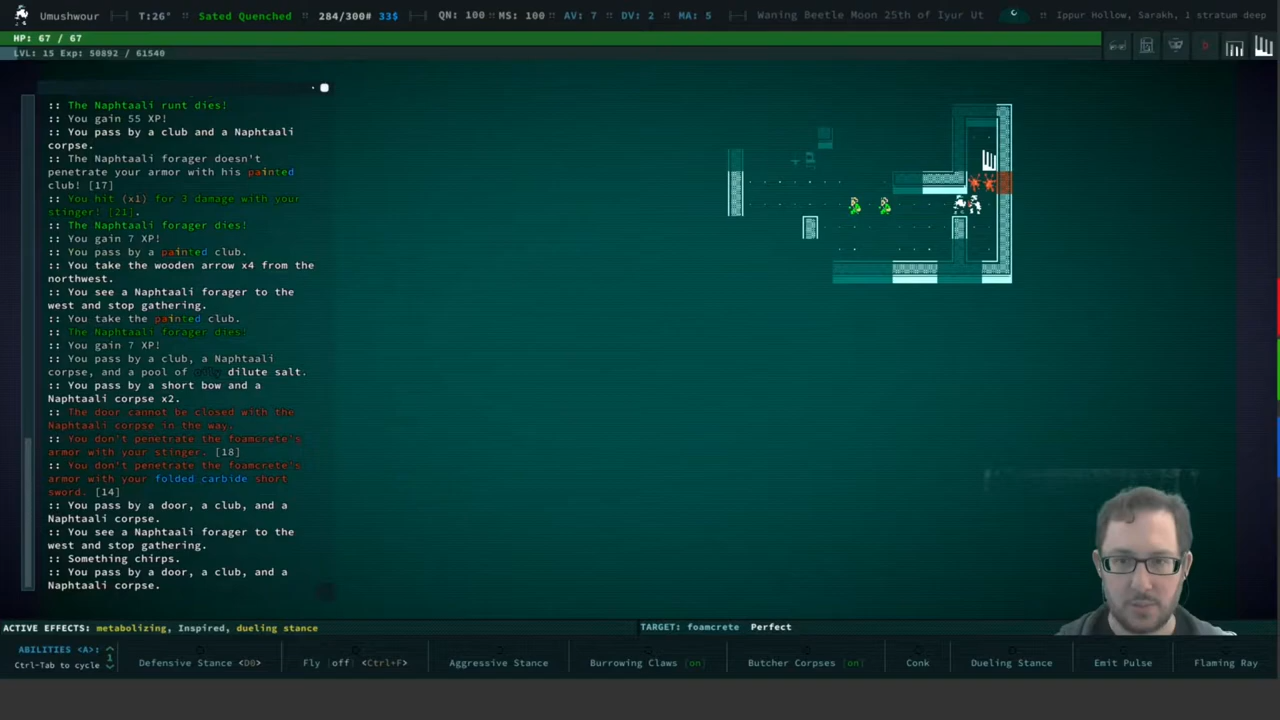 Umushwour T:26° Sated Quenched 284/300# 33$ QN: 100 MS: 100 AV: 7 DV: 2 MA: 5 Waning Beetle Moon 25th of Iyur Ut Ippur Hollow, Sarakh, 1 stratum deep
HP: 67 / 67
LVL: 15 Exp: 50892 / 61540
:: The Naphtaali runt dies!
:: You gain 55 XP!
:: You pass by a club and a Naphtaali
corpse.
:: The Naphtaali forager doesn't
penetrate your armor with his painted
club! [17]
:: You hit (x1) for 3 damage with your
stinger! [21].
:: The Naphtaali forager dies!
:: You gain 7 XP!
:: You pass by a painted club.
:: You take the wooden arrow x4 from the
northwest.
:: You see a Naphtaali forager to the
west and stop gathering.
:: You take the painted club.
:: The Naphtaali forager dies!
:: You gain 7 XP!
:: You pass by a club, a Naphtaali
corpse, and a pool of oily dilute salt.
:: You pass by a short bow and a
Naphtaali corpse x2.
:: The door cannot be closed with the
Naphtaali corpse in the way.
:: You don't penetrate the foamcrete's
armor with your stinger. [18]
:: You don't penetrate the foamcrete's
armor with your folded carbide short
sword. [14]
:: You pass by a door, a club, and a
Naphtaali corpse.
:: You see a Naphtaali forager to the
west and stop gathering.
:: Something chirps.
:: You pass by a door, a club, and a
Naphtaali corpse.
ACTIVE EFFECTS: metabolizing, Inspired, dueling stance TARGET: foamcrete Perfect
ABILITIES <A>: 1
Ctrl-Tab to cycle
Defensive Stance <D0> Fly [off] <Ctrl+F> Aggressive Stance Burrowing Claws [on] Butcher Corpses [on] Conk Dueling Stance Emit Pulse Flaming Ray